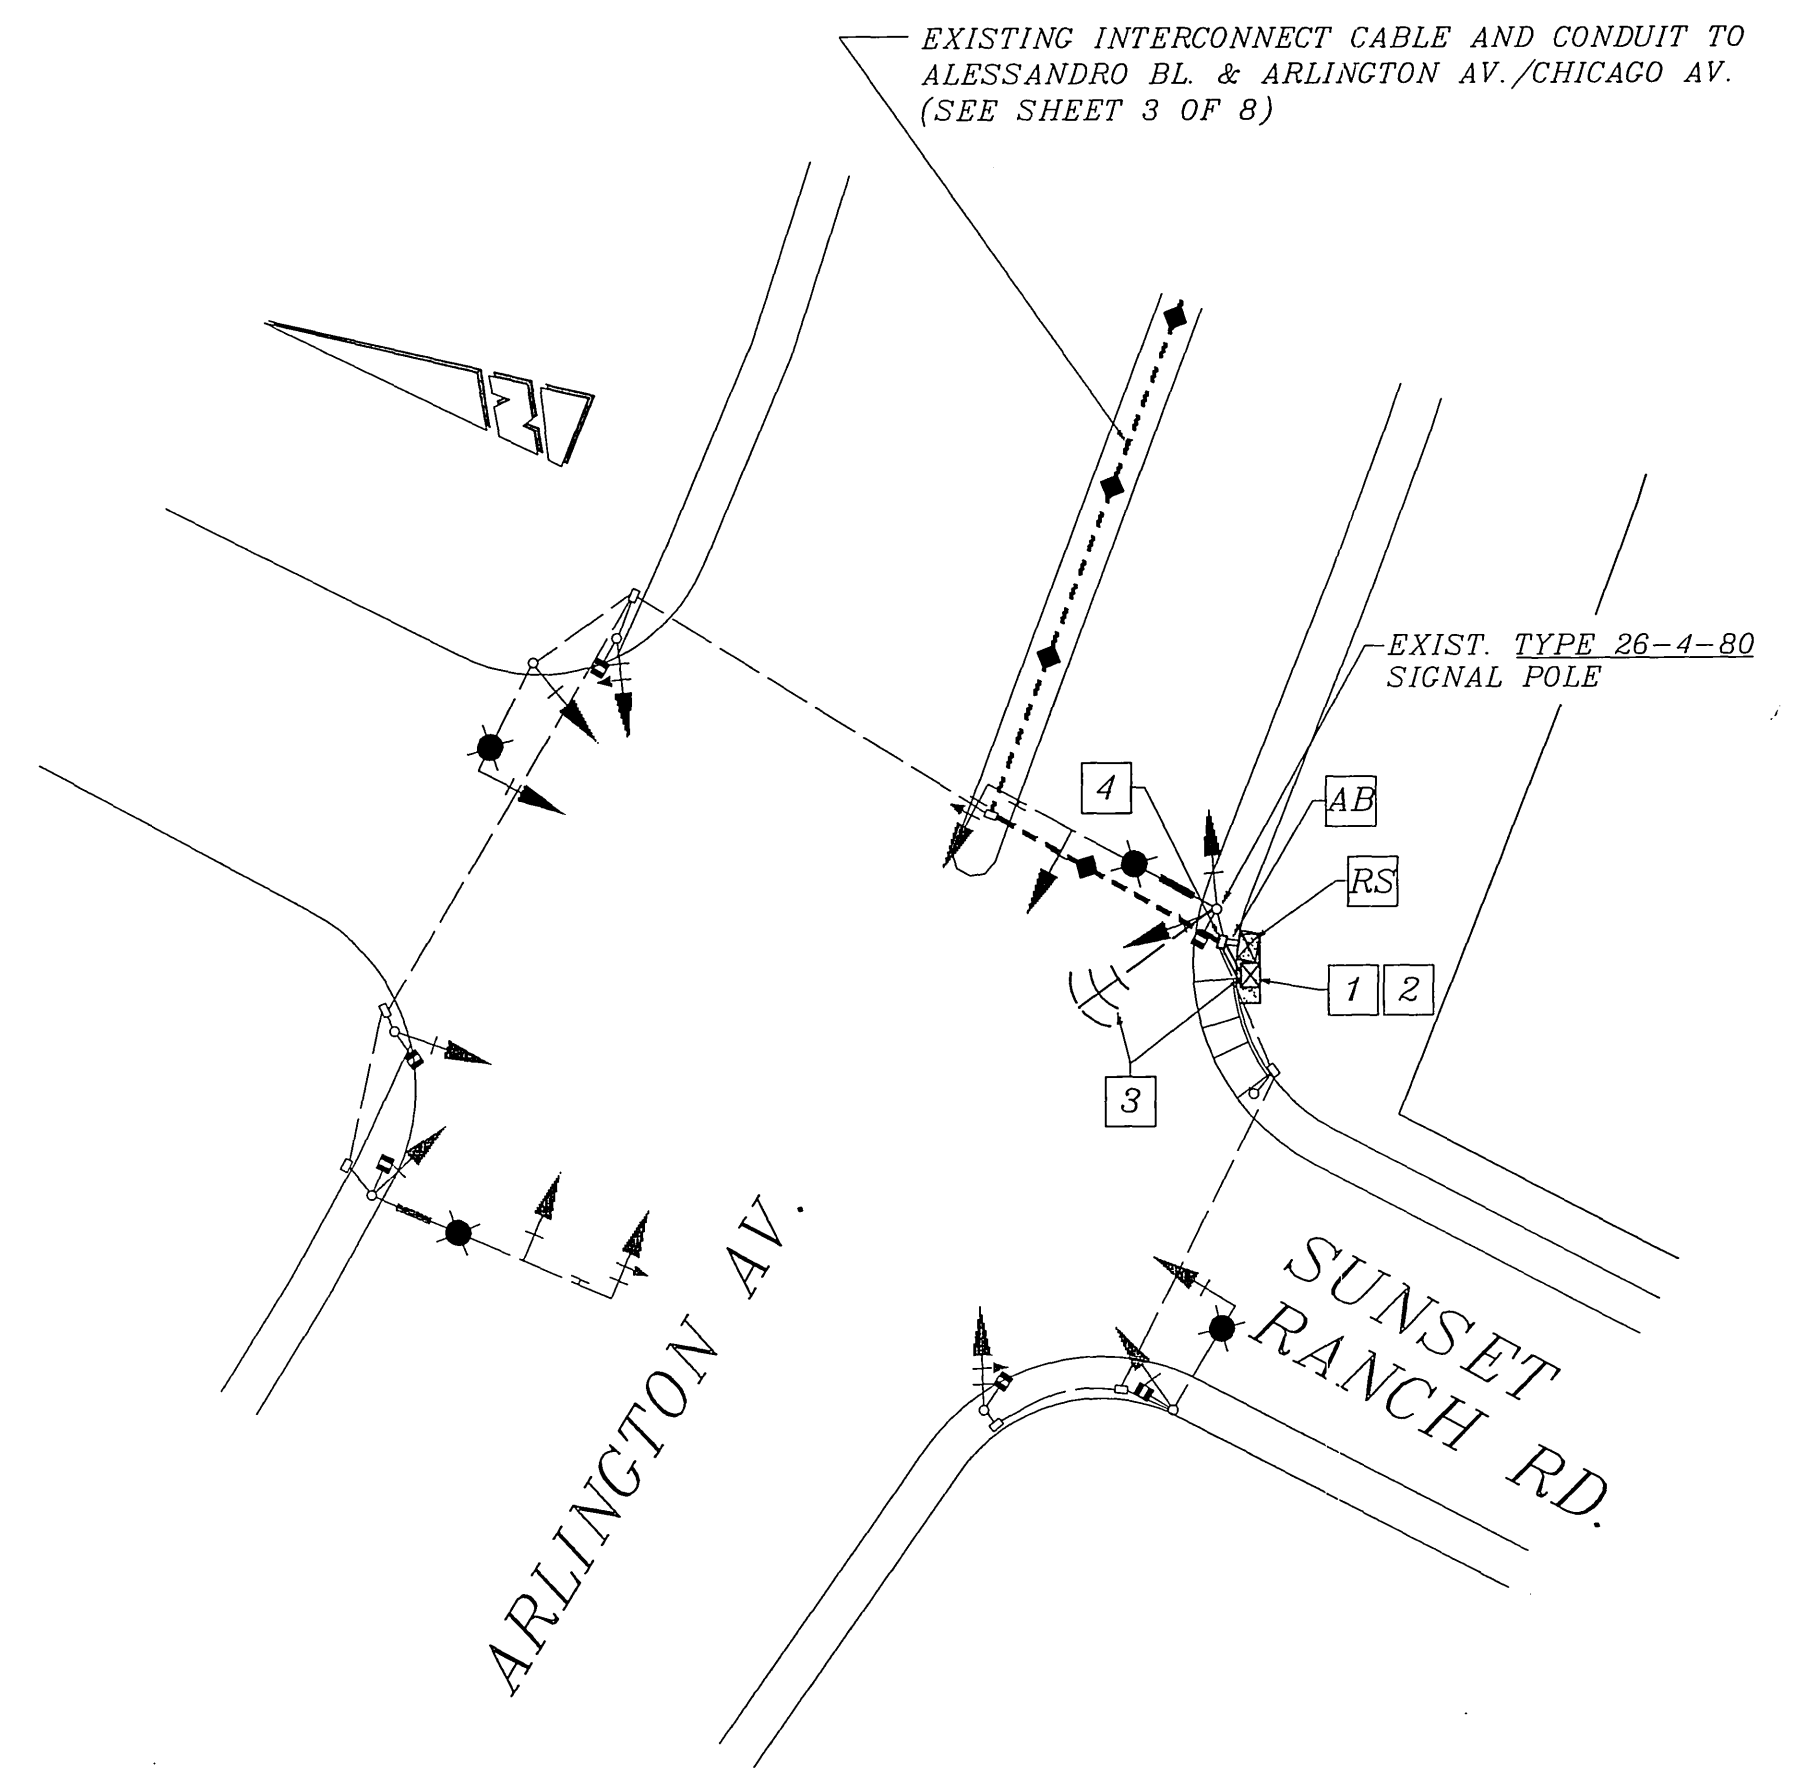 EXISTING INTERCONNECT CABLE AND CONDUIT TO
ALESSANDRO BL. & ARLINGTON AV./CHICAGO AV.
(SEE SHEET 3 OF 8)
Z
EXIST. TYPE 26-4-80
SIGNAL POLE
4
AB
RS
1 2
3
SUNSET
RANCH RD.
ARLINGTON AV.